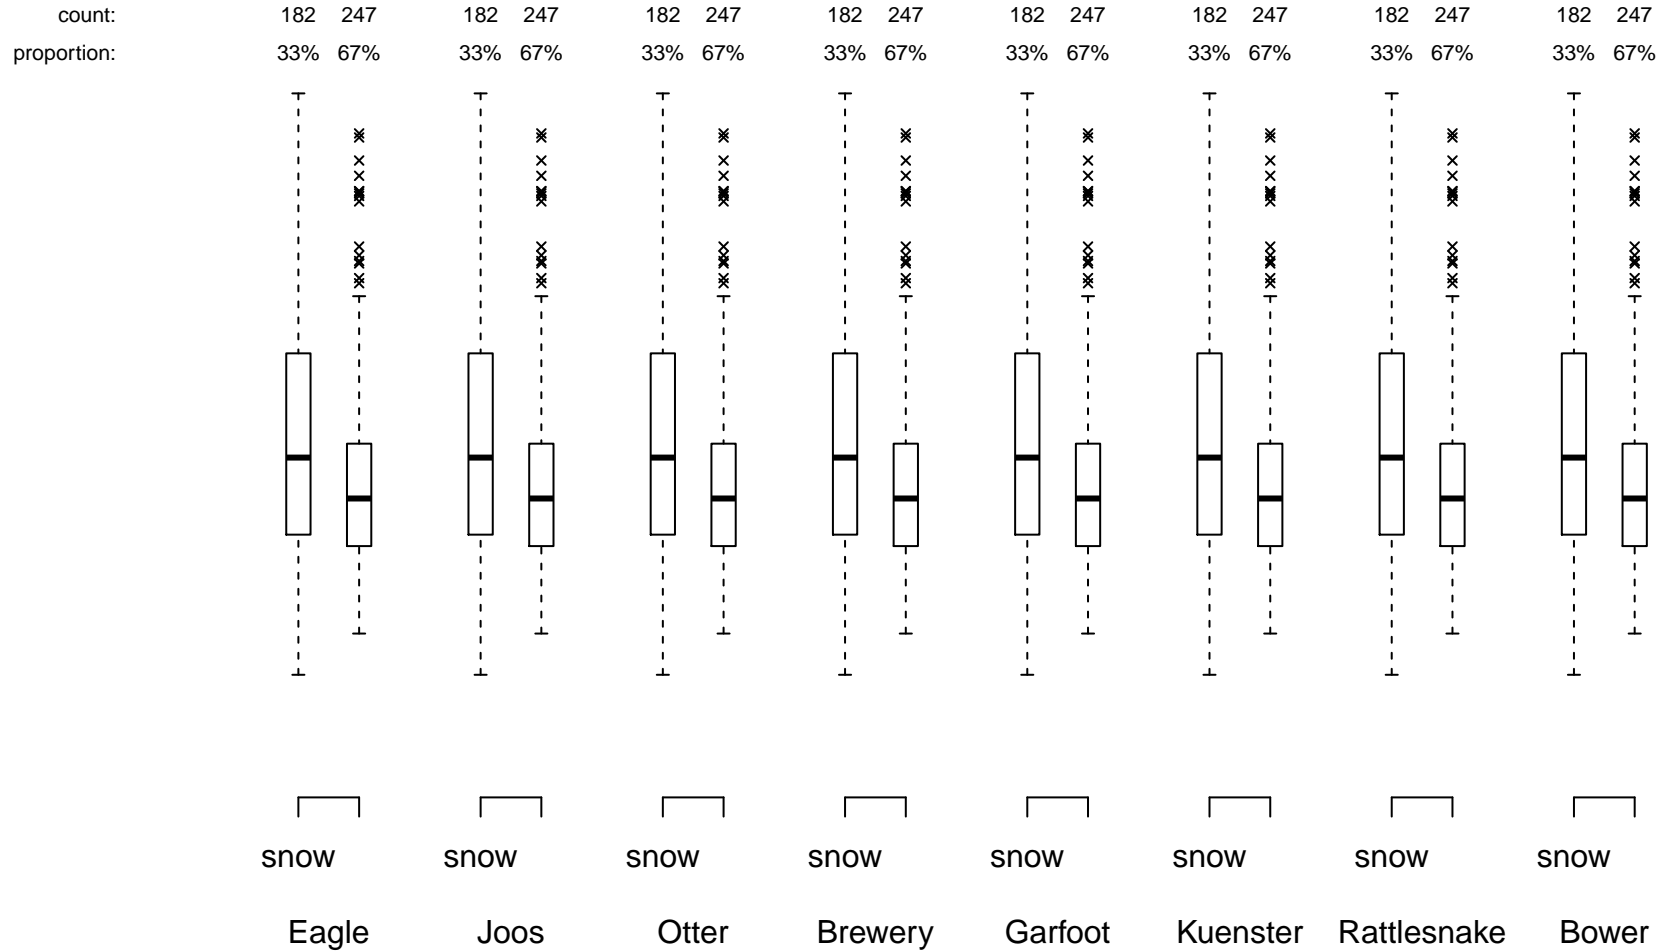 count: 182 247 182 247 182 247 182 247 182 247 182 247 182 247 182 247
proportion: 33% 67% 33% 67% 33% 67% 33% 67% 33% 67% 33% 67% 33% 67% 33% 67%
snow snow snow snow snow snow snow snow
Eagle Joos Otter Brewery Garfoot Kuenster Rattlesnake Bower